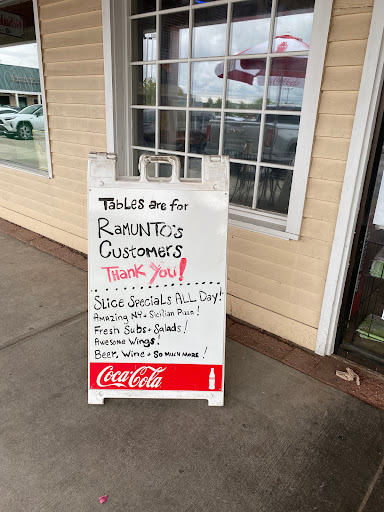 Tables are for
Ramunto's
Customers
Thank You!
Slice Specials All Day!
Amazing NY + Sicilian Pizza!
Fresh Subs + Salads!
Awesome Wings!
Beer, Wine + so much more!
Coca-Cola